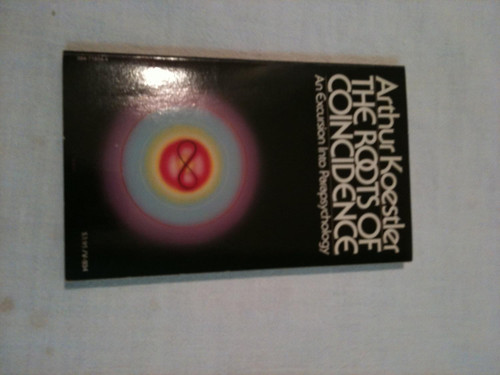 Arthur Koestler
THE ROOTS OF
COINCIDENCE
An Excursion Into Parapsychology